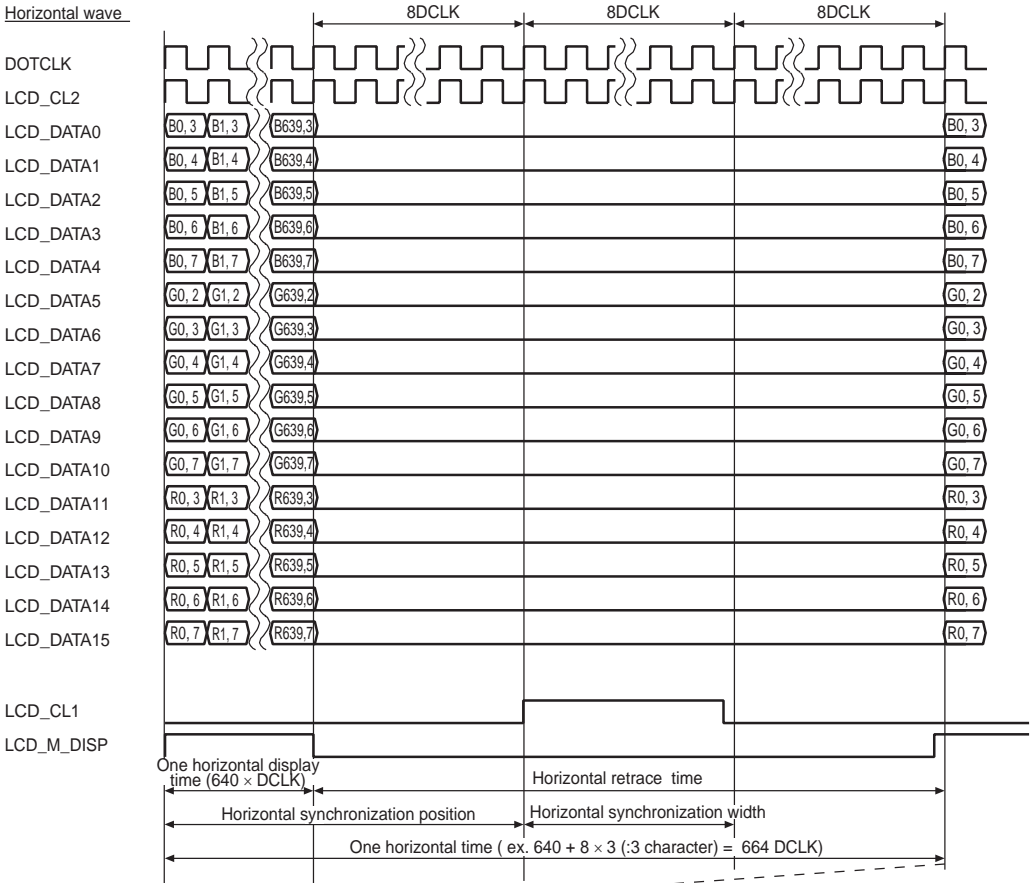 Horizontal wave
8DCLK 8DCLK 8DCLK
DOTCLK
LCD_CL2
LCD_DATA0 B0, 3 B1, 3 B639,3 B0, 3
LCD_DATA1 B0, 4 B1, 4 B639,4 B0, 4
LCD_DATA2 B0, 5 B1, 5 B639,5 B0, 5
LCD_DATA3 B0, 6 B1, 6 B639,6 B0, 6
LCD_DATA4 B0, 7 B1, 7 B639,7 B0, 7
LCD_DATA5 G0, 2 G1, 2 G639,2 G0, 2
LCD_DATA6 G0, 3 G1, 3 G639,3 G0, 3
LCD_DATA7 G0, 4 G1, 4 G639,4 G0, 4
LCD_DATA8 G0, 5 G1, 5 G639,5 G0, 5
LCD_DATA9 G0, 6 G1, 6 G639,6 G0, 6
LCD_DATA10 G0, 7 G1, 7 G639,7 G0, 7
LCD_DATA11 R0, 3 R1, 3 R639,3 R0, 3
LCD_DATA12 R0, 4 R1, 4 R639,4 R0, 4
LCD_DATA13 R0, 5 R1, 5 R639,5 R0, 5
LCD_DATA14 R0, 6 R1, 6 R639,6 R0, 6
LCD_DATA15 R0, 7 R1, 7 R639,7 R0, 7
LCD_CL1
LCD_M_DISP
One horizontal display
time (640 × DCLK)
Horizontal retrace time
Horizontal synchronization position
Horizontal synchronization width
One horizontal time ( ex. 640 + 8 × 3 (:3 character) = 664 DCLK)